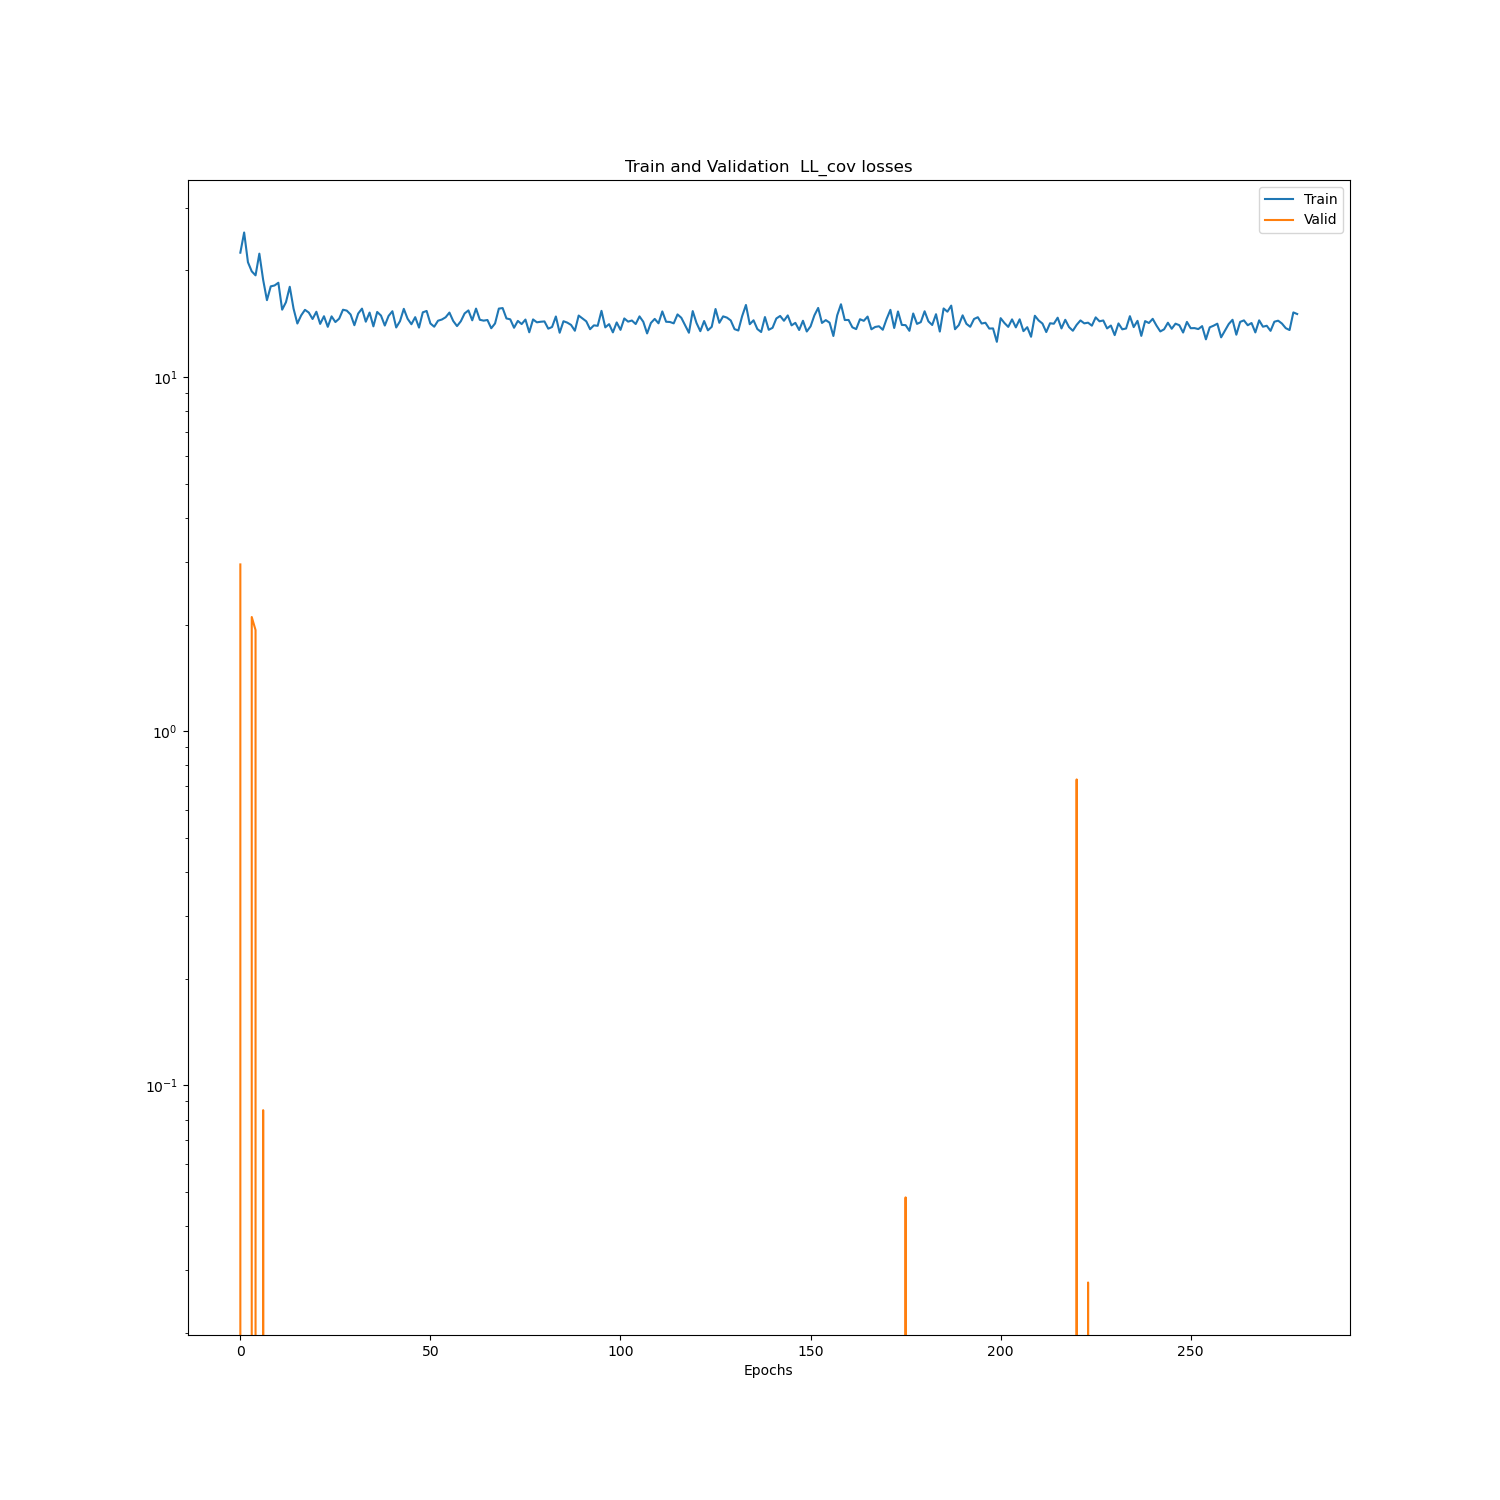 Train and Validation  LL_cov losses
Train
Valid
10¹
10⁰
10⁻¹
0 50 100 150 200 250
Epochs